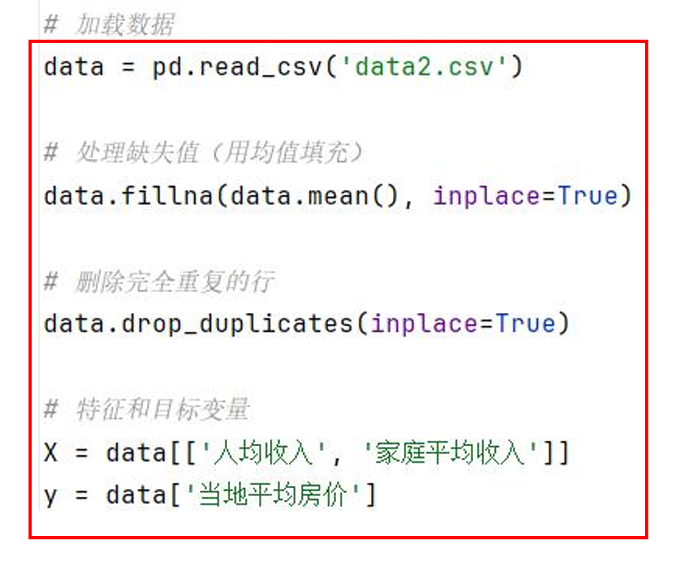 # 加载数据
data = pd.read_csv('data2.csv')
# 处理缺失值（用均值填充）
data.fillna(data.mean(), inplace=True)
# 删除完全重复的行
data.drop_duplicates(inplace=True)
# 特征和目标变量
X = data[['人均收入', '家庭平均收入']]
y = data['当地平均房价']